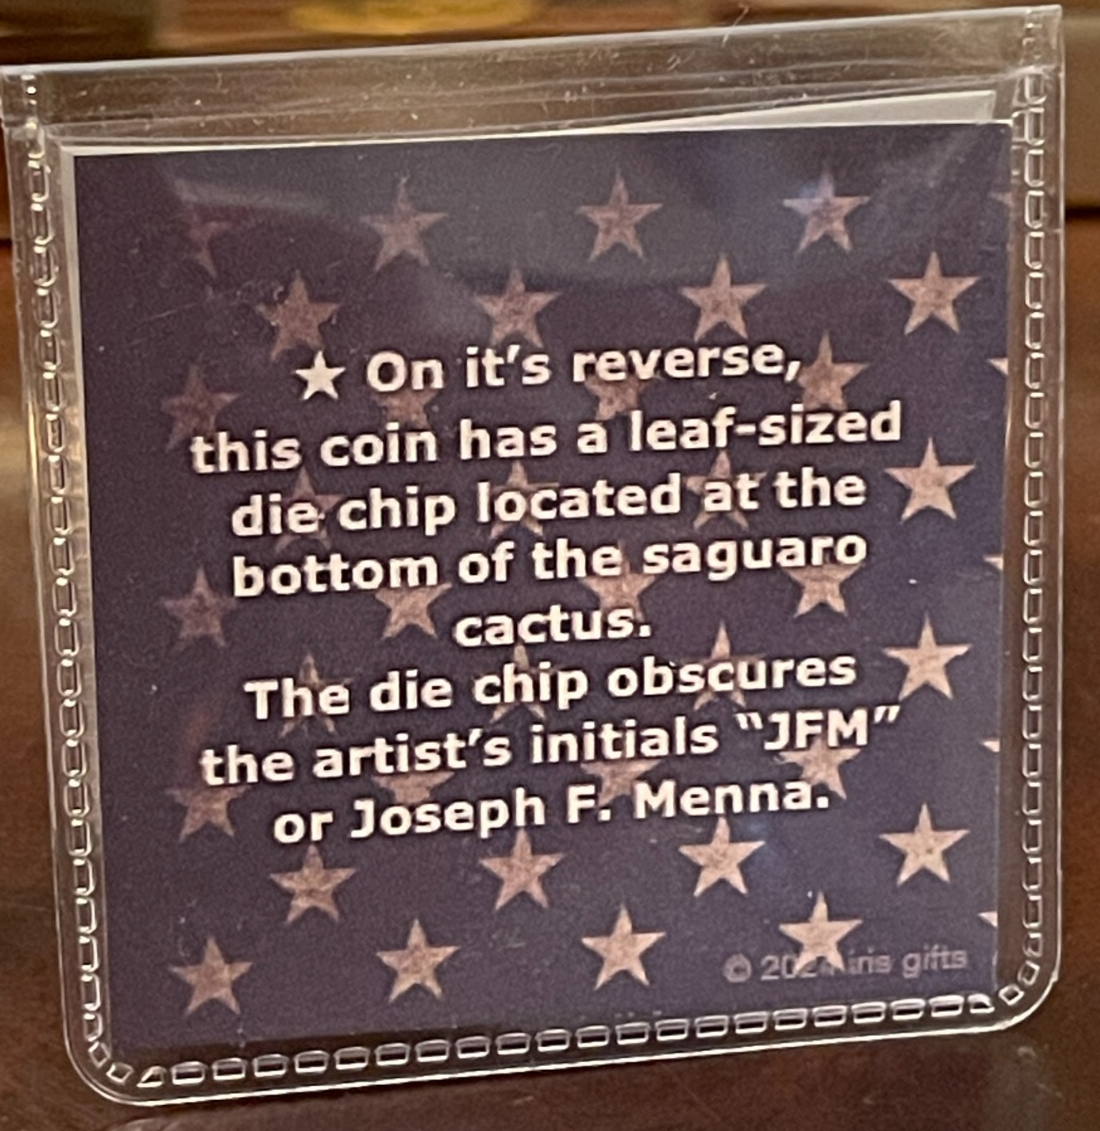 ★ On it's reverse,
this coin has a leaf-sized
die chip located at the
bottom of the saguaro
cactus.
The die chip obscures
the artist's initials "JFM"
or Joseph F. Menna.
© iris gifts